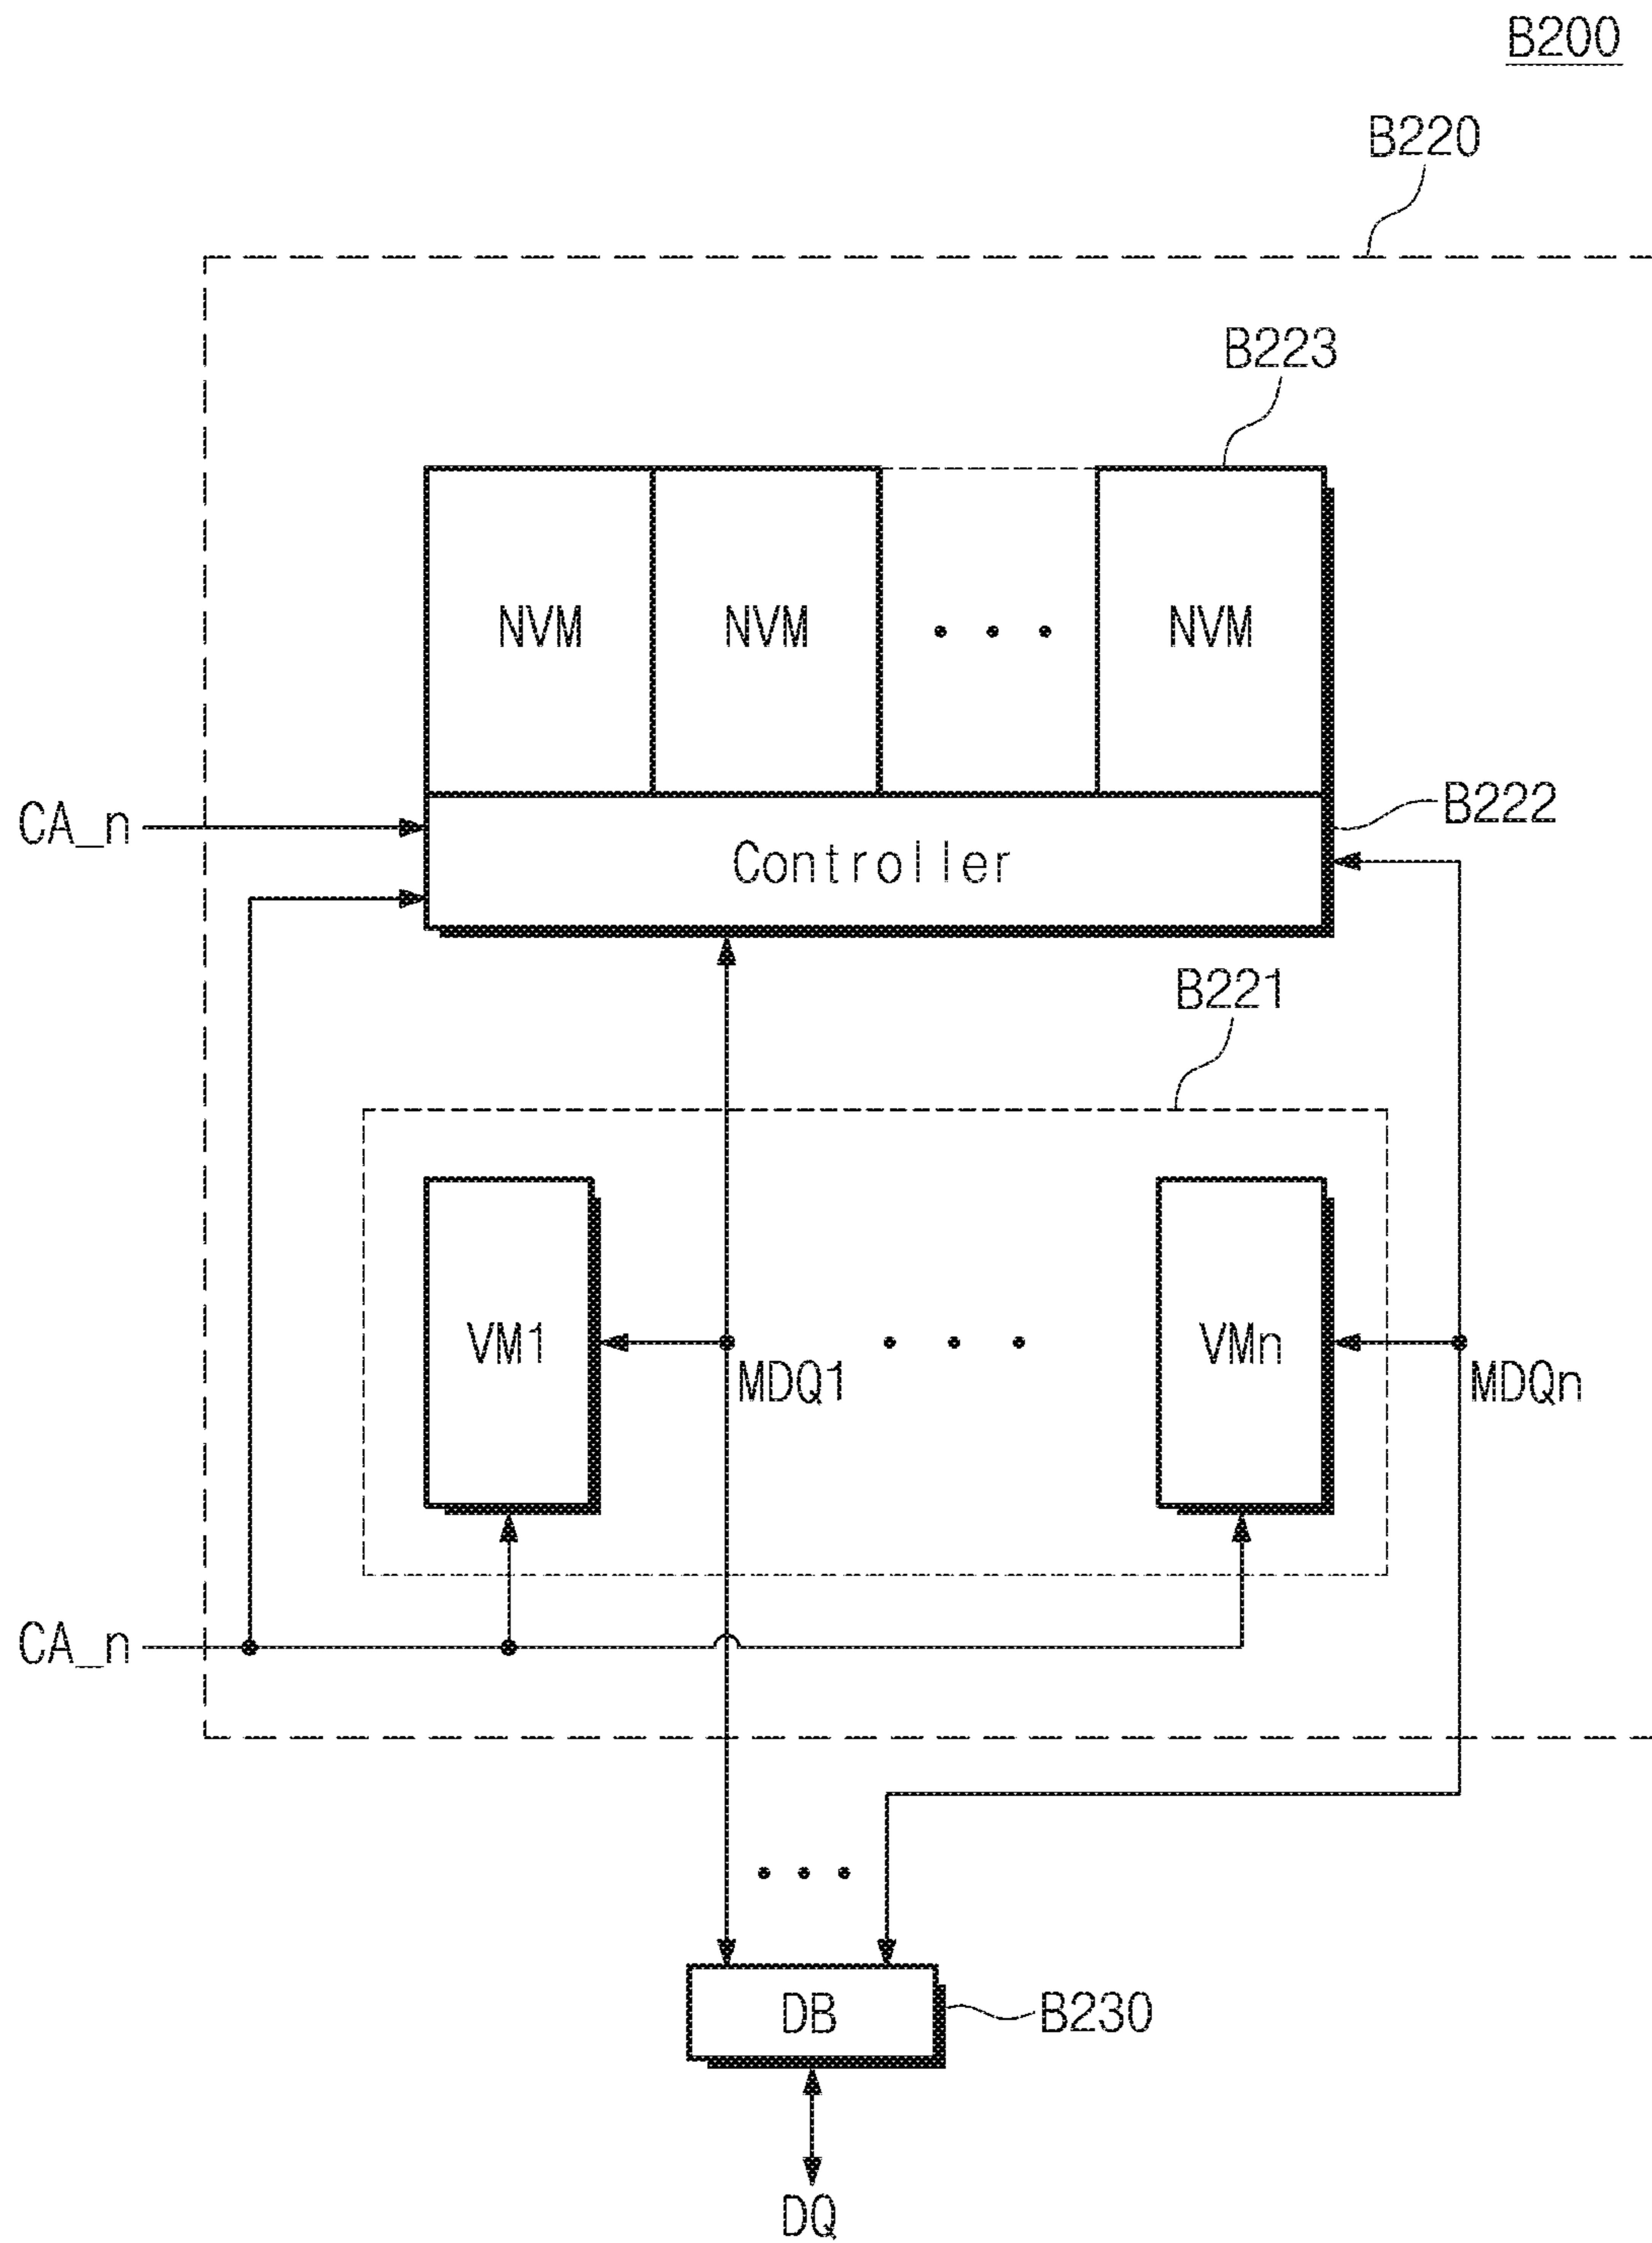 B200
B220
B223
NVM NVM • • • NVM
CA_n
B222
Controller
B221
VM1 • • • VMn
MDQ1 MDQn
CA_n
• • •
DB
B230
DQ